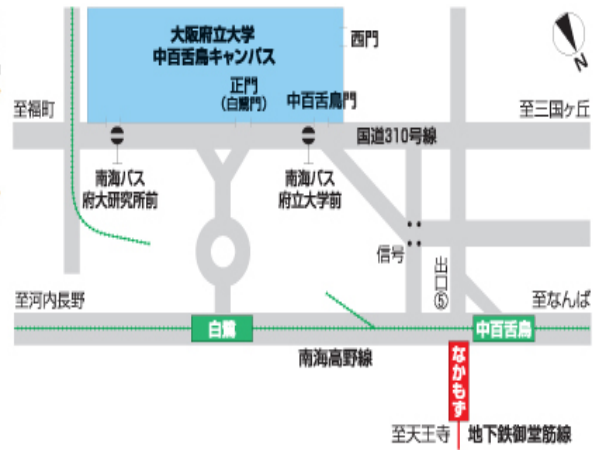 大阪府立大学
中百舌鳥キャンパス
西門
正門
(白鷺門)
中百舌鳥門
N
至福町
至三国ヶ丘
国道310号線
南海バス
府大研究所前
南海バス
府立大学前
信号
出口⑤
至河内長野
至なんば
白鷺
中百舌鳥
南海高野線
なかもず
至天王寺
地下鉄御堂筋線